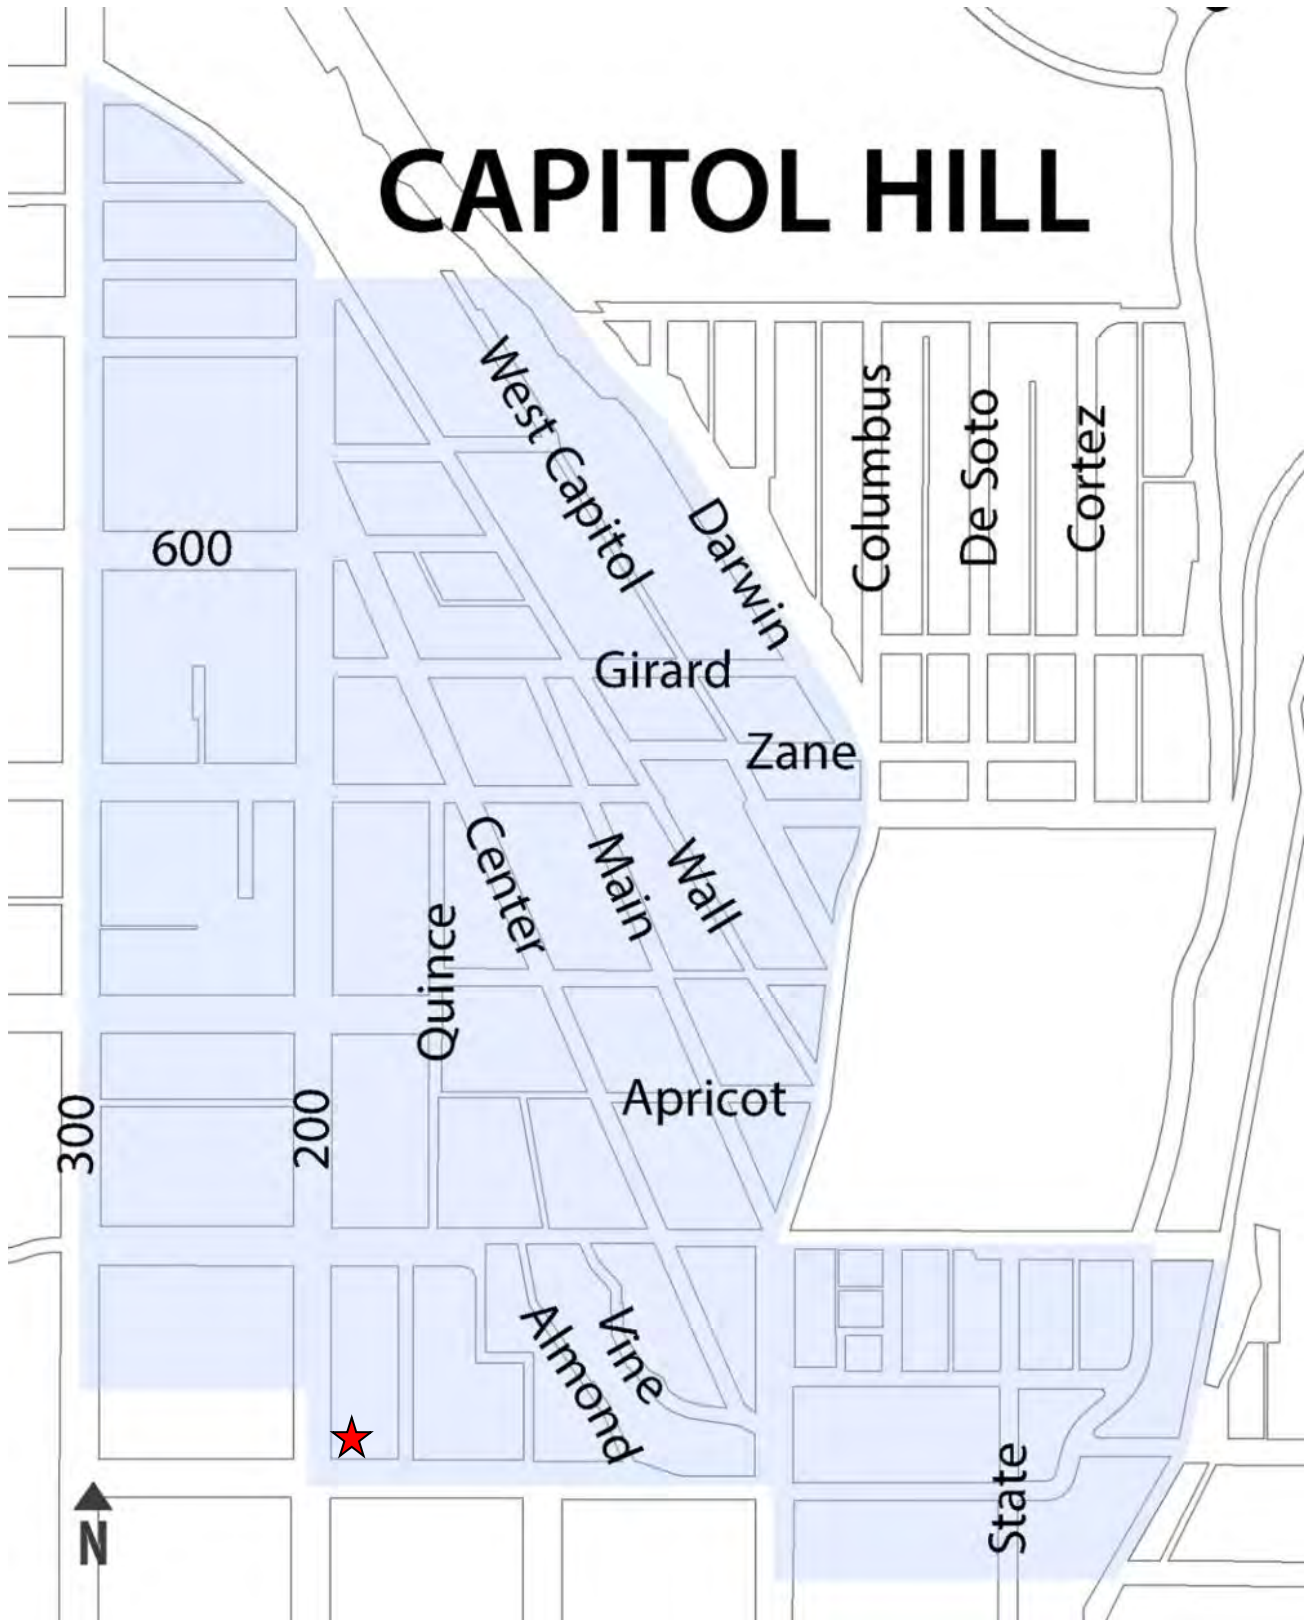 CAPITOL HILL
West Capitol
Columbus
De Soto
Cortez
Darwin
600
Girard
Zane
Center
Main
Wall
Quince
Apricot
300
200
Vine
Almond
State
N